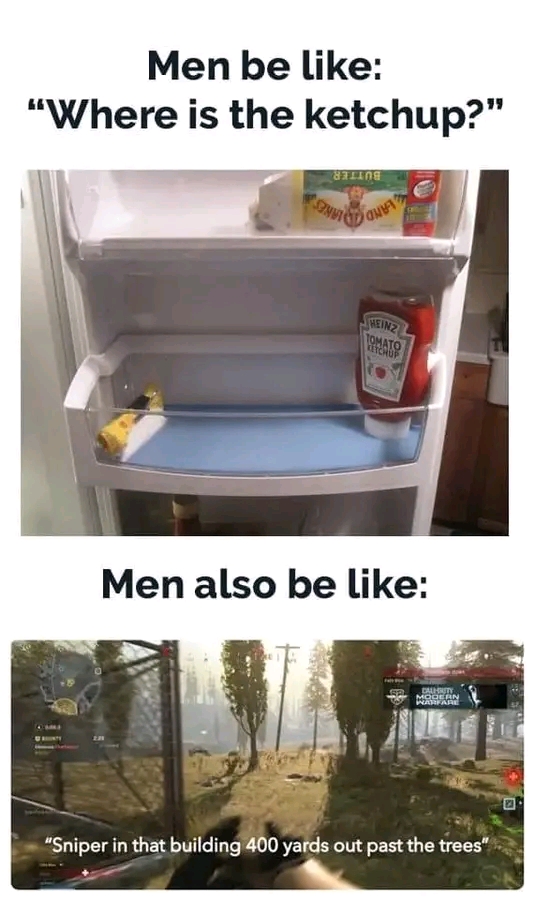 Men be like:
“Where is the ketchup?”
BUTTER
LAND O LAKES
HEINZ
TOMATO
KETCHUP
Men also be like:
CALL OF DUTY
MODERN
WARFARE
BOUNTY
“Sniper in that building 400 yards out past the trees”